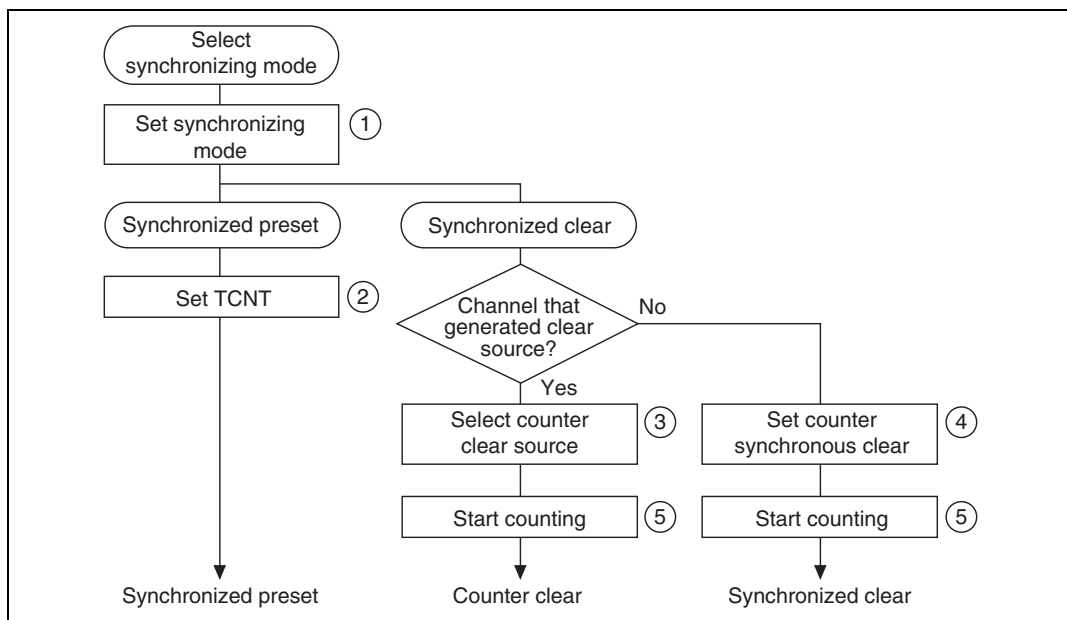 Select
synchronizing mode
Set synchronizing
mode
1
Synchronized preset
Synchronized clear
Set TCNT
2
Channel that
generated clear
source?
No
Yes
Select counter
clear source
3
Set counter
synchronous clear
4
Start counting
5
Start counting
5
Synchronized preset
Counter clear
Synchronized clear